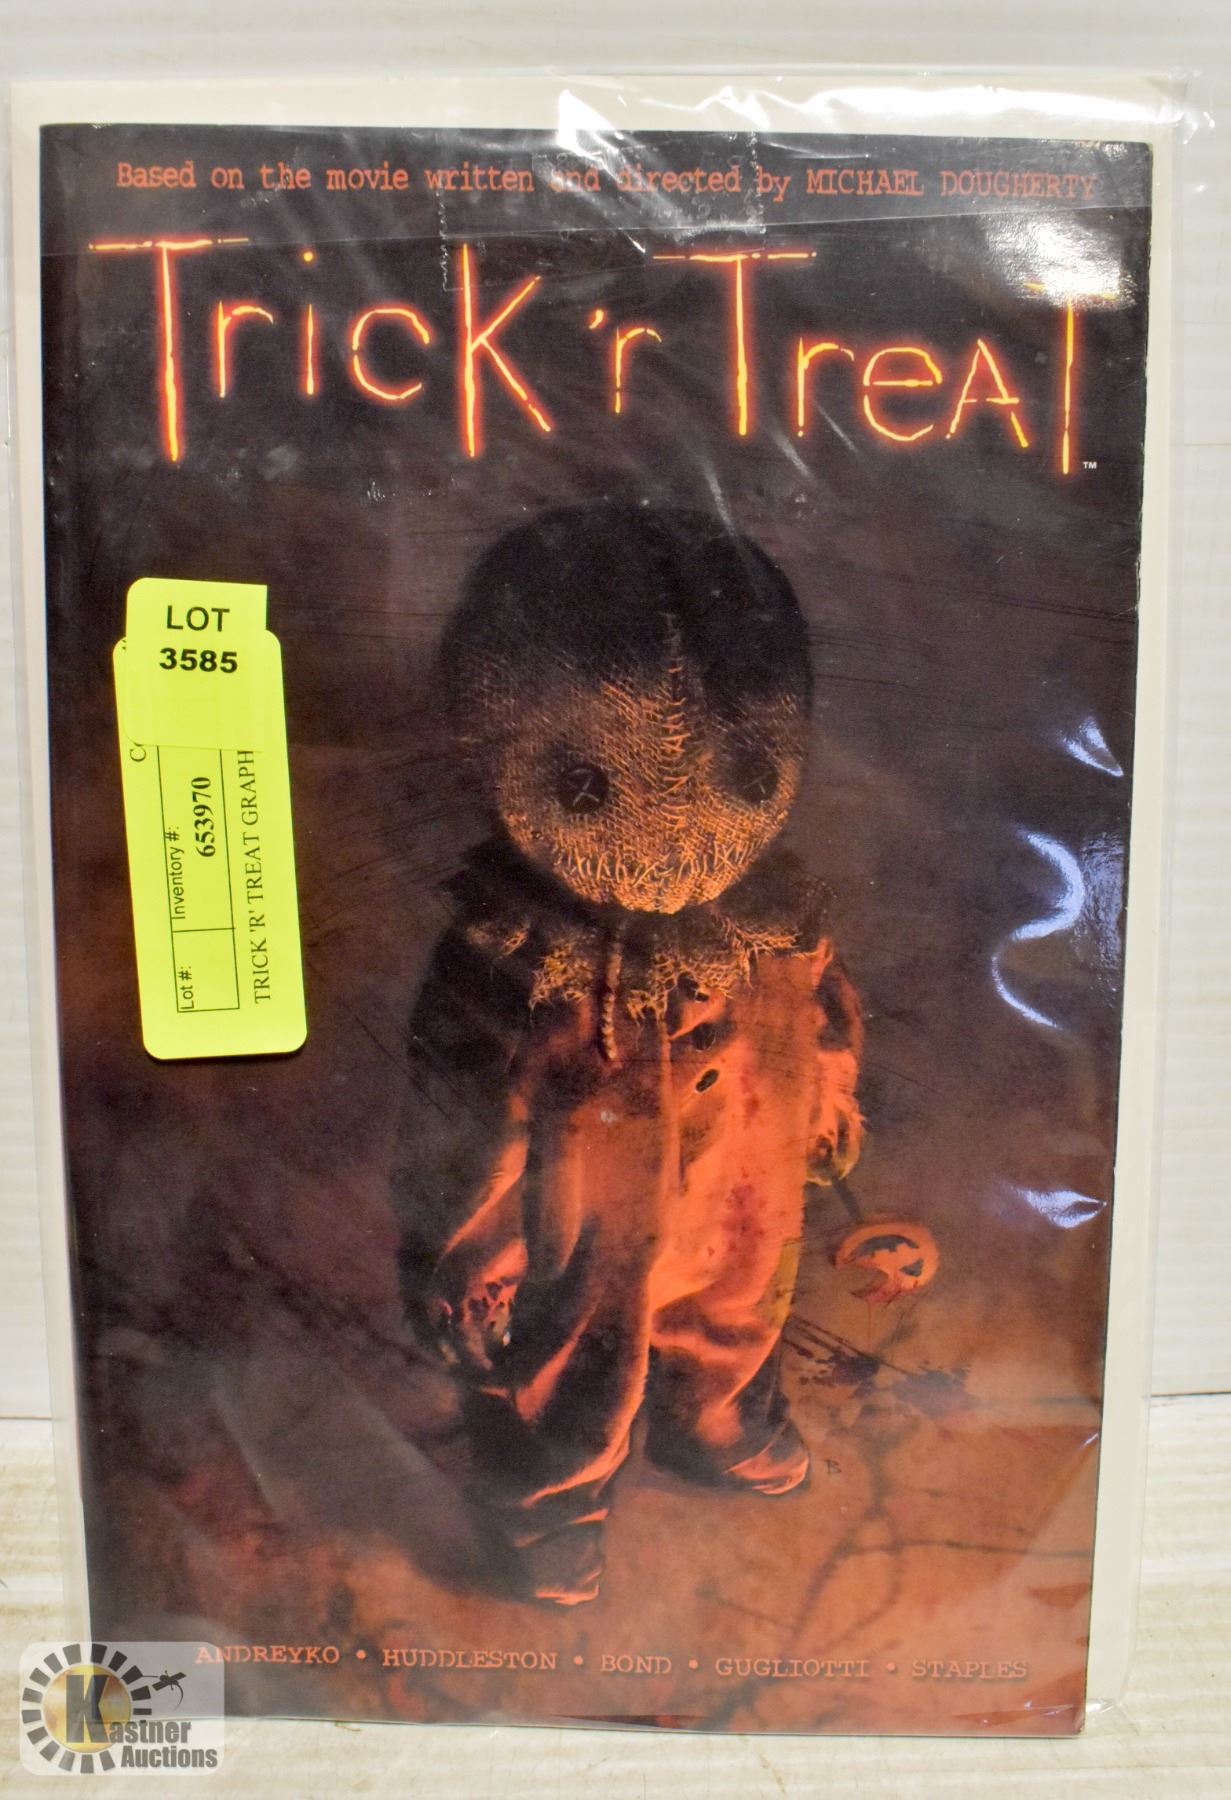 Based on the movie written and directed by MICHAEL DOUGHERTY
Trick 'r Treat
TM
LOT
3585
Lot #:
Inventory #:
653970
TRICK 'R' TREAT GRAPH
B
ANDREYKO • HUDDLESTON • BOND • GUGLIOTTI • STAPLES
Kastner
Auctions